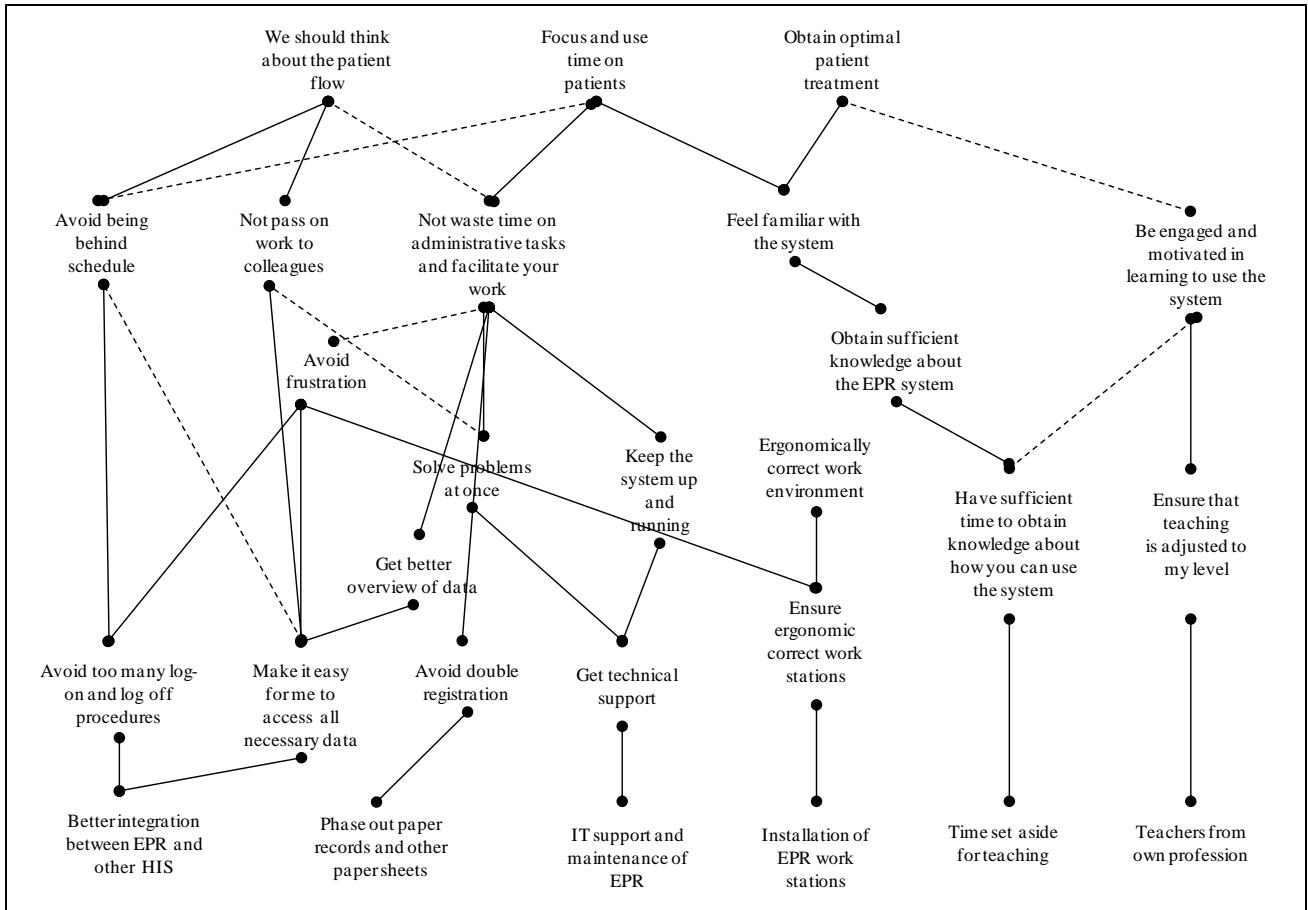 We should think
about the patient
flow
Focus and use
time on
patients
Obtain optimal
patient
treatment
Avoid being
behind
schedule
Not pass on
work to
colleagues
Not waste time on
administrative tasks
and facilitate your
work
Feel familiar with
the system
Be engaged and
motivated in
learning to use the
system
Avoid
frustration
Obtain sufficient
knowledge about
the EPR system
Solve problems
at once
Keep the
system up
and
running
Ergonomically
correct work
environment
Have sufficient
time to obtain
knowledge about
how you can use
the system
Ensure that
teaching
is adjusted to
my level
Get better
overview of data
Ensure
ergonomic
correct work
stations
Avoid too many log-
on and log off
procedures
Make it easy
for me to
access all
necessary data
Avoid double
registration
Get technical
support
Better integration
between EPR and
other HIS
Phase out paper
records and other
paper sheets
IT support and
maintenance of
EPR
Installation of
EPR work
stations
Time set aside
for teaching
Teachers from
own profession